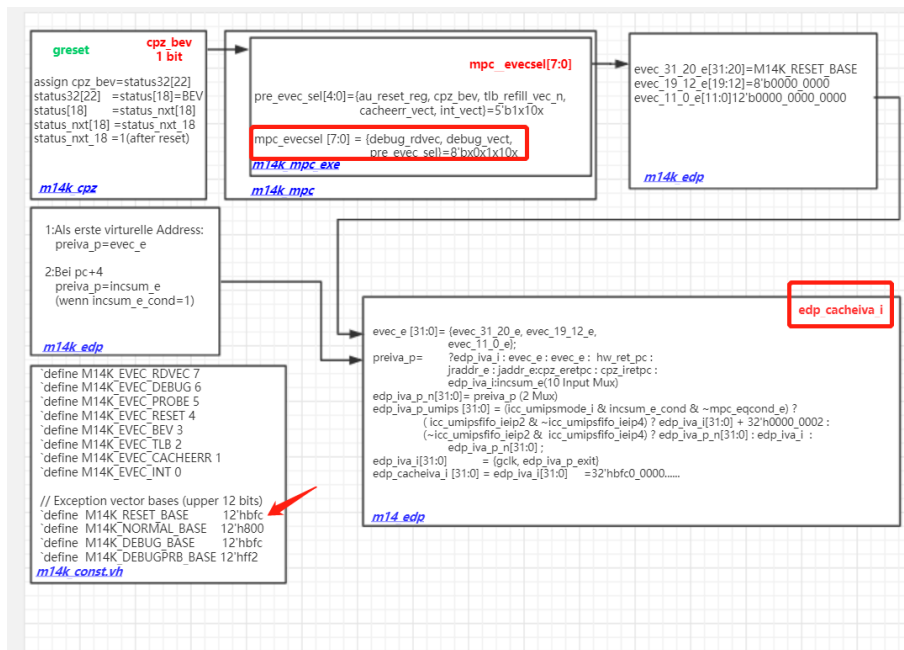 greset
cpz_bev
1 bit
assign cpz_bev=status32[22]
status32[22] =status[18]=BEV
status[18] =status_nxt[18]
status_nxt[18] =status_nxt_18
status_nxt_18 =1(after reset)
m14k_cpz
mpc_evecsel[7:0]
pre_evec_sel[4:0]={au_reset_reg, cpz_bev, tlb_refill_vec_n,
cacheerr_vect, int_vect}=5'b1x10x
mpc_evecsel [7:0] = {debug_rdvec, debug_vect,
pre_evec_sel}=8'bx0x1x10x
m14k_mpc_exe
m14k_mpc
evec_31_20_e[31:20]=M14K_RESET_BASE
evec_19_12_e[19:12]=8'b0000_0000
evec_11_0_e[11:0]12'b0000_0000_0000
m14k_edp
1:Als erste virturelle Address:
preiva_p=evec_e
2:Bei pc+4
preiva_p=incsum_e
(wenn incsum_e_cond=1)
m14k_edp
`define M14K_EVEC_RDVEC 7
`define M14K_EVEC_DEBUG 6
`define M14K_EVEC_PROBE 5
`define M14K_EVEC_RESET 4
`define M14K_EVEC_BEV 3
`define M14K_EVEC_TLB 2
`define M14K_EVEC_CACHEERR 1
`define M14K_EVEC_INT 0
// Exception vector bases (upper 12 bits)
`define M14K_RESET_BASE 12'hbfc
`define M14K_NORMAL_BASE 12'h800
`define M14K_DEBUG_BASE 12'hbfc
`define M14K_DEBUGPRB_BASE 12'hff2
m14k_const.vh
edp_cacheiva_i
evec_e [31:0]= {evec_31_20_e, evec_19_12_e,
evec_11_0_e};
preiva_p= ?edp_iva_i : evec_e : evec_e : hw_ret_pc :
jraddr_e : jaddr_e:cpz_eretpc : cpz_iretpc :
edp_iva_i:incsum_e(10 Input Mux)
edp_iva_p_n[31:0]= preiva_p (2 Mux)
edp_iva_p_umips [31:0] = (icc_umipsmode_i & incsum_e_cond & ~mpc_eqcond_e) ?
( icc_umipsfifo_ieip2 & ~icc_umipsfifo_ieip4) ? edp_iva_i[31:0] + 32'h0000_0002 :
(~icc_umipsfifo_ieip2 & icc_umipsfifo_ieip4) ? edp_iva_p_n[31:0] : edp_iva_i :
edp_iva_p_n[31:0] ;
edp_iva_i[31:0] = {gclk, edp_iva_p_exit}
edp_cacheiva_i [31:0] = edp_iva_i[31:0] =32'hbfc0_0000......
m14_edp